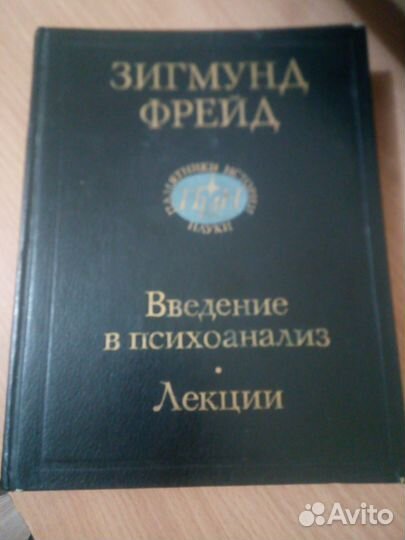 ЗИГМУНД
ФРЕЙД
ПАМЯТНИКИ ИСТОРИИ
НАУКИ
Введение
в психоанализ
·
Лекции
Avito